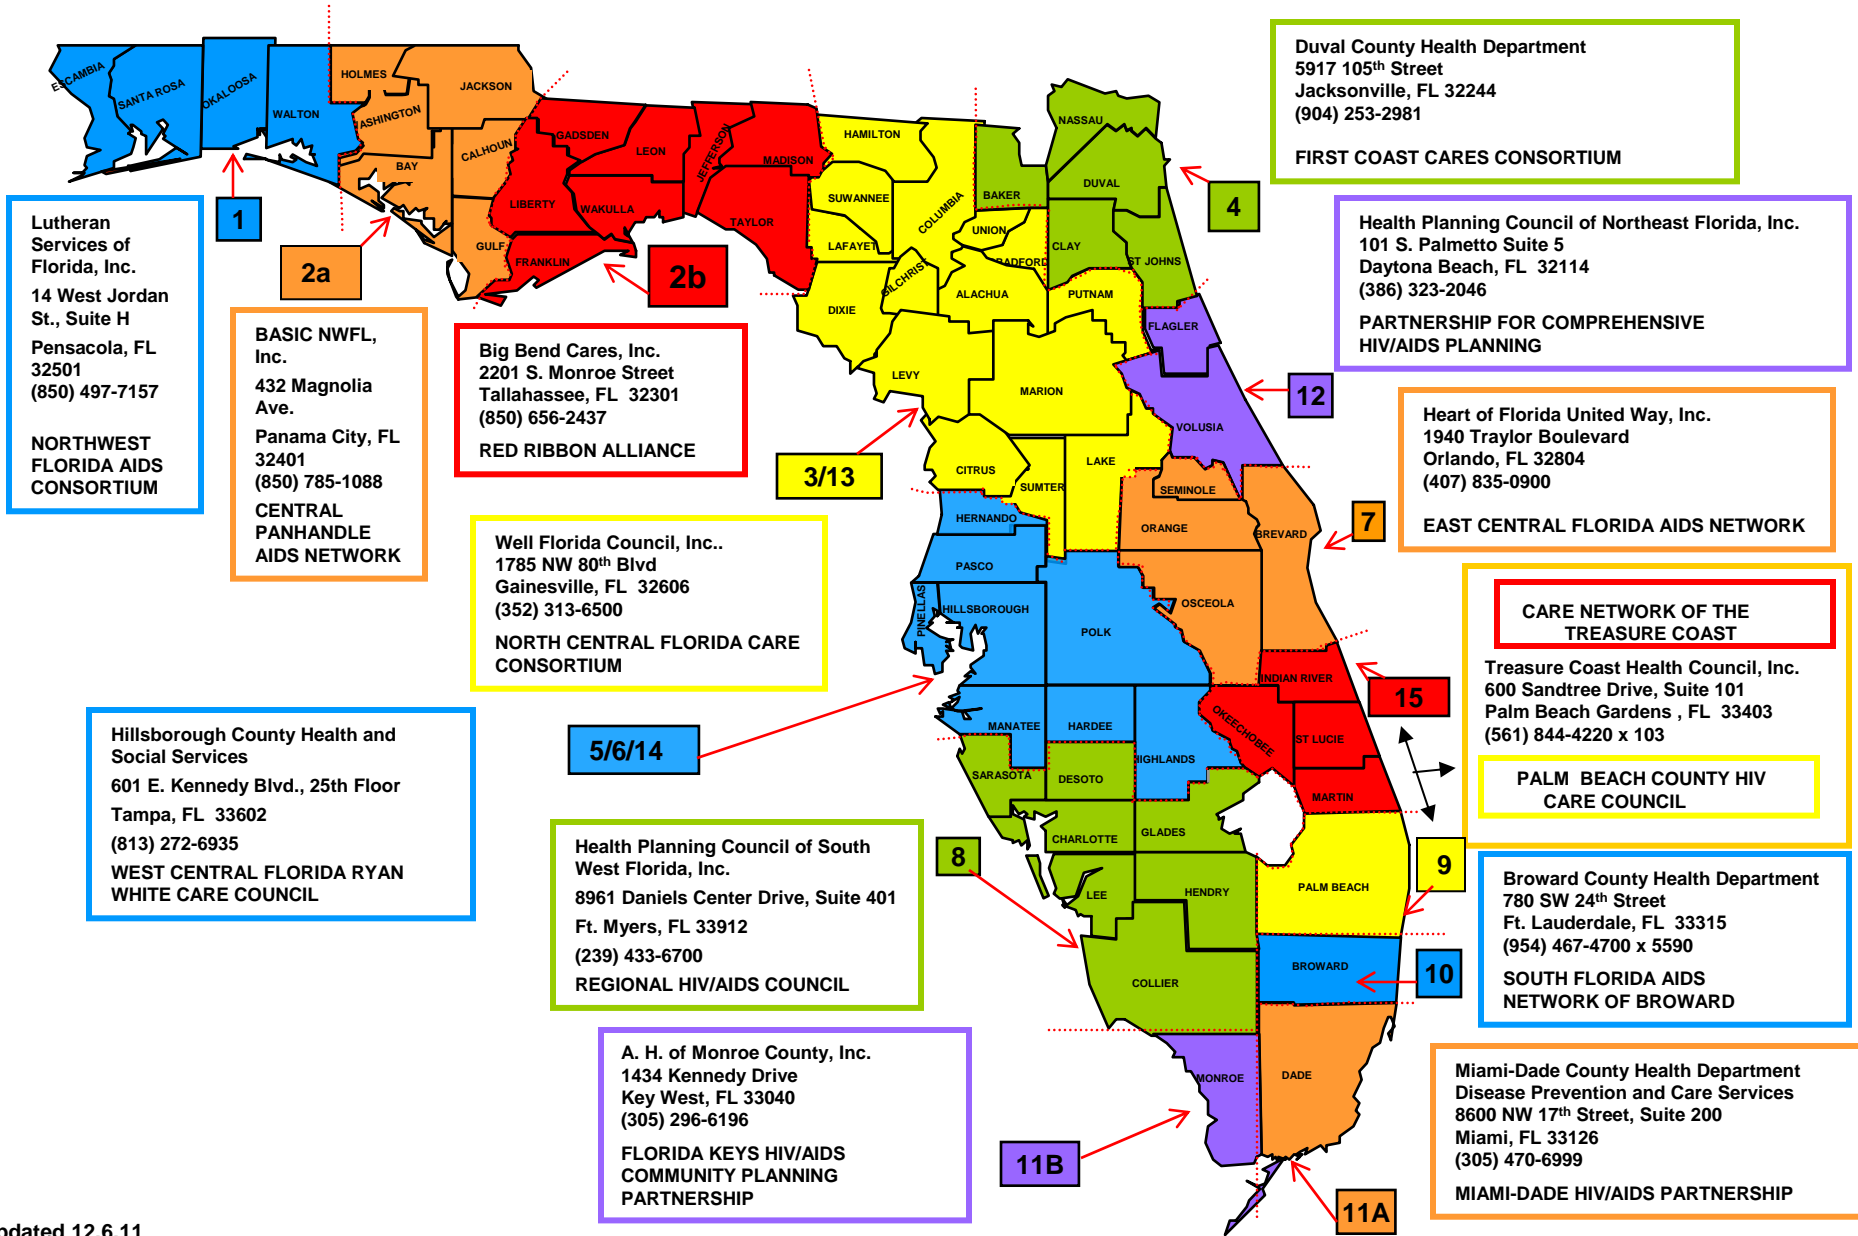 ESCAMBIA
SANTA ROSA
OKALOOSA
WALTON
HOLMES
ASHINGTON
JACKSON
BAY
CALHOUN
GULF
GADSDEN
LIBERTY
FRANKLIN
LEON
WAKULLA
JEFFERSON
MADISON
TAYLOR
HAMILTON
SUWANNEE
LAFAYET
COLUMBIA
DIXIE
GILCHRIST
UNION
BADFORD
ALACHUA
BAKER
NASSAU
DUVAL
CLAY
ST JOHNS
PUTNAM
FLAGLER
LEVY
MARION
VOLUSIA
CITRUS
SUMTER
LAKE
SEMINOLE
ORANGE
BREVARD
HERNANDO
PASCO
PINELLAS
HILLSBOROUGH
POLK
OSCEOLA
INDIAN RIVER
MANATEE
HARDEE
HIGHLANDS
OKEECHOBEE
ST LUCIE
SARASOTA
DESOTO
MARTIN
CHARLOTTE
GLADES
LEE
HENDRY
PALM BEACH
COLLIER
BROWARD
MONROE
DADE
1
2a
2b
3/13
4
12
7
15
5/6/14
8
9
10
11B
11A
Lutheran
Services of
Florida, Inc.
14 West Jordan
St., Suite H
Pensacola, FL
32501
(850) 497-7157
NORTHWEST
FLORIDA AIDS
CONSORTIUM
BASIC NWFL,
Inc.
432 Magnolia
Ave.
Panama City, FL
32401
(850) 785-1088
CENTRAL
PANHANDLE
AIDS NETWORK
Big Bend Cares, Inc.
2201 S. Monroe Street
Tallahassee, FL 32301
(850) 656-2437
RED RIBBON ALLIANCE
Well Florida Council, Inc..
1785 NW 80th Blvd
Gainesville, FL 32606
(352) 313-6500
NORTH CENTRAL FLORIDA CARE
CONSORTIUM
Hillsborough County Health and
Social Services
601 E. Kennedy Blvd., 25th Floor
Tampa, FL 33602
(813) 272-6935
WEST CENTRAL FLORIDA RYAN
WHITE CARE COUNCIL
Health Planning Council of South
West Florida, Inc.
8961 Daniels Center Drive, Suite 401
Ft. Myers, FL 33912
(239) 433-6700
REGIONAL HIV/AIDS COUNCIL
A. H. of Monroe County, Inc.
1434 Kennedy Drive
Key West, FL 33040
(305) 296-6196
FLORIDA KEYS HIV/AIDS
COMMUNITY PLANNING
PARTNERSHIP
Duval County Health Department
5917 105th Street
Jacksonville, FL 32244
(904) 253-2981
FIRST COAST CARES CONSORTIUM
Health Planning Council of Northeast Florida, Inc.
101 S. Palmetto Suite 5
Daytona Beach, FL 32114
(386) 323-2046
PARTNERSHIP FOR COMPREHENSIVE
HIV/AIDS PLANNING
Heart of Florida United Way, Inc.
1940 Traylor Boulevard
Orlando, FL 32804
(407) 835-0900
EAST CENTRAL FLORIDA AIDS NETWORK
CARE NETWORK OF THE
TREASURE COAST
Treasure Coast Health Council, Inc.
600 Sandtree Drive, Suite 101
Palm Beach Gardens , FL 33403
(561) 844-4220 x 103
PALM BEACH COUNTY HIV
CARE COUNCIL
Broward County Health Department
780 SW 24th Street
Ft. Lauderdale, FL 33315
(954) 467-4700 x 5590
SOUTH FLORIDA AIDS
NETWORK OF BROWARD
Miami-Dade County Health Department
Disease Prevention and Care Services
8600 NW 17th Street, Suite 200
Miami, FL 33126
(305) 470-6999
MIAMI-DADE HIV/AIDS PARTNERSHIP
pdated 12.6.11